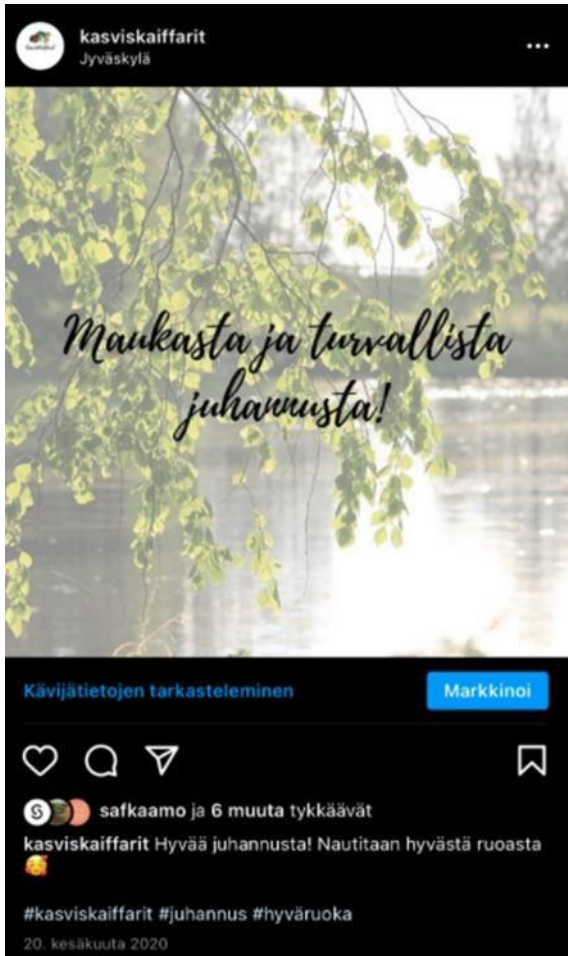 kasviskaiffarit
Jyväskylä
Maukasta ja turvallista
juhannusta!
Kävijätietojen tarkasteleminen
Markkinoi
safkaamo ja 6 muuta tykkäävät
kasviskaiffarit Hyvää juhannusta! Nautitaan hyvästä ruoasta
🥰
#kasviskaiffarit #juhannus #hyväruoka
20. kesäkuuta 2020